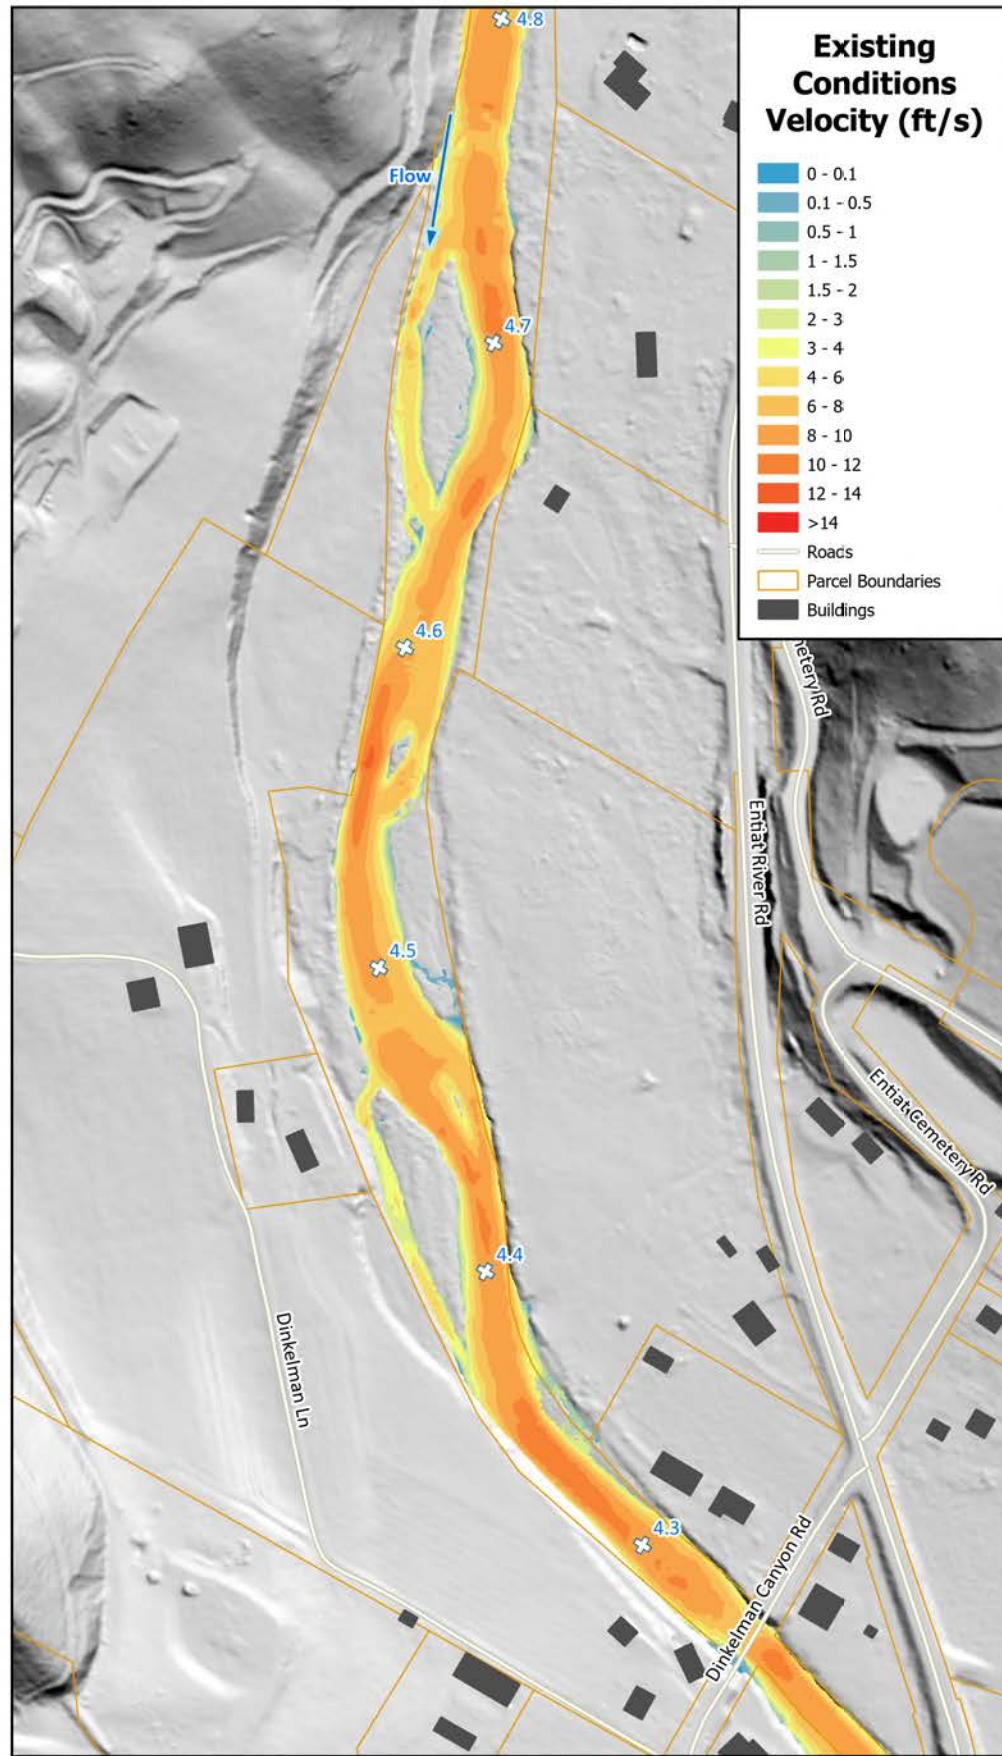 Existing
Conditions
Velocity (ft/s)
0 - 0.1
0.1 - 0.5
0.5 - 1
1 - 1.5
1.5 - 2
2 - 3
3 - 4
4 - 6
6 - 8
8 - 10
10 - 12
12 - 14
>14
Roads
Parcel Boundaries
Buildings
4.8
Flow
4.7
4.6
metery Rd
Entiat River Rd
4.5
Entiat Cemetery Rd
4.4
Dinkelman Ln
4.3
Dinkelman Canyon Rd